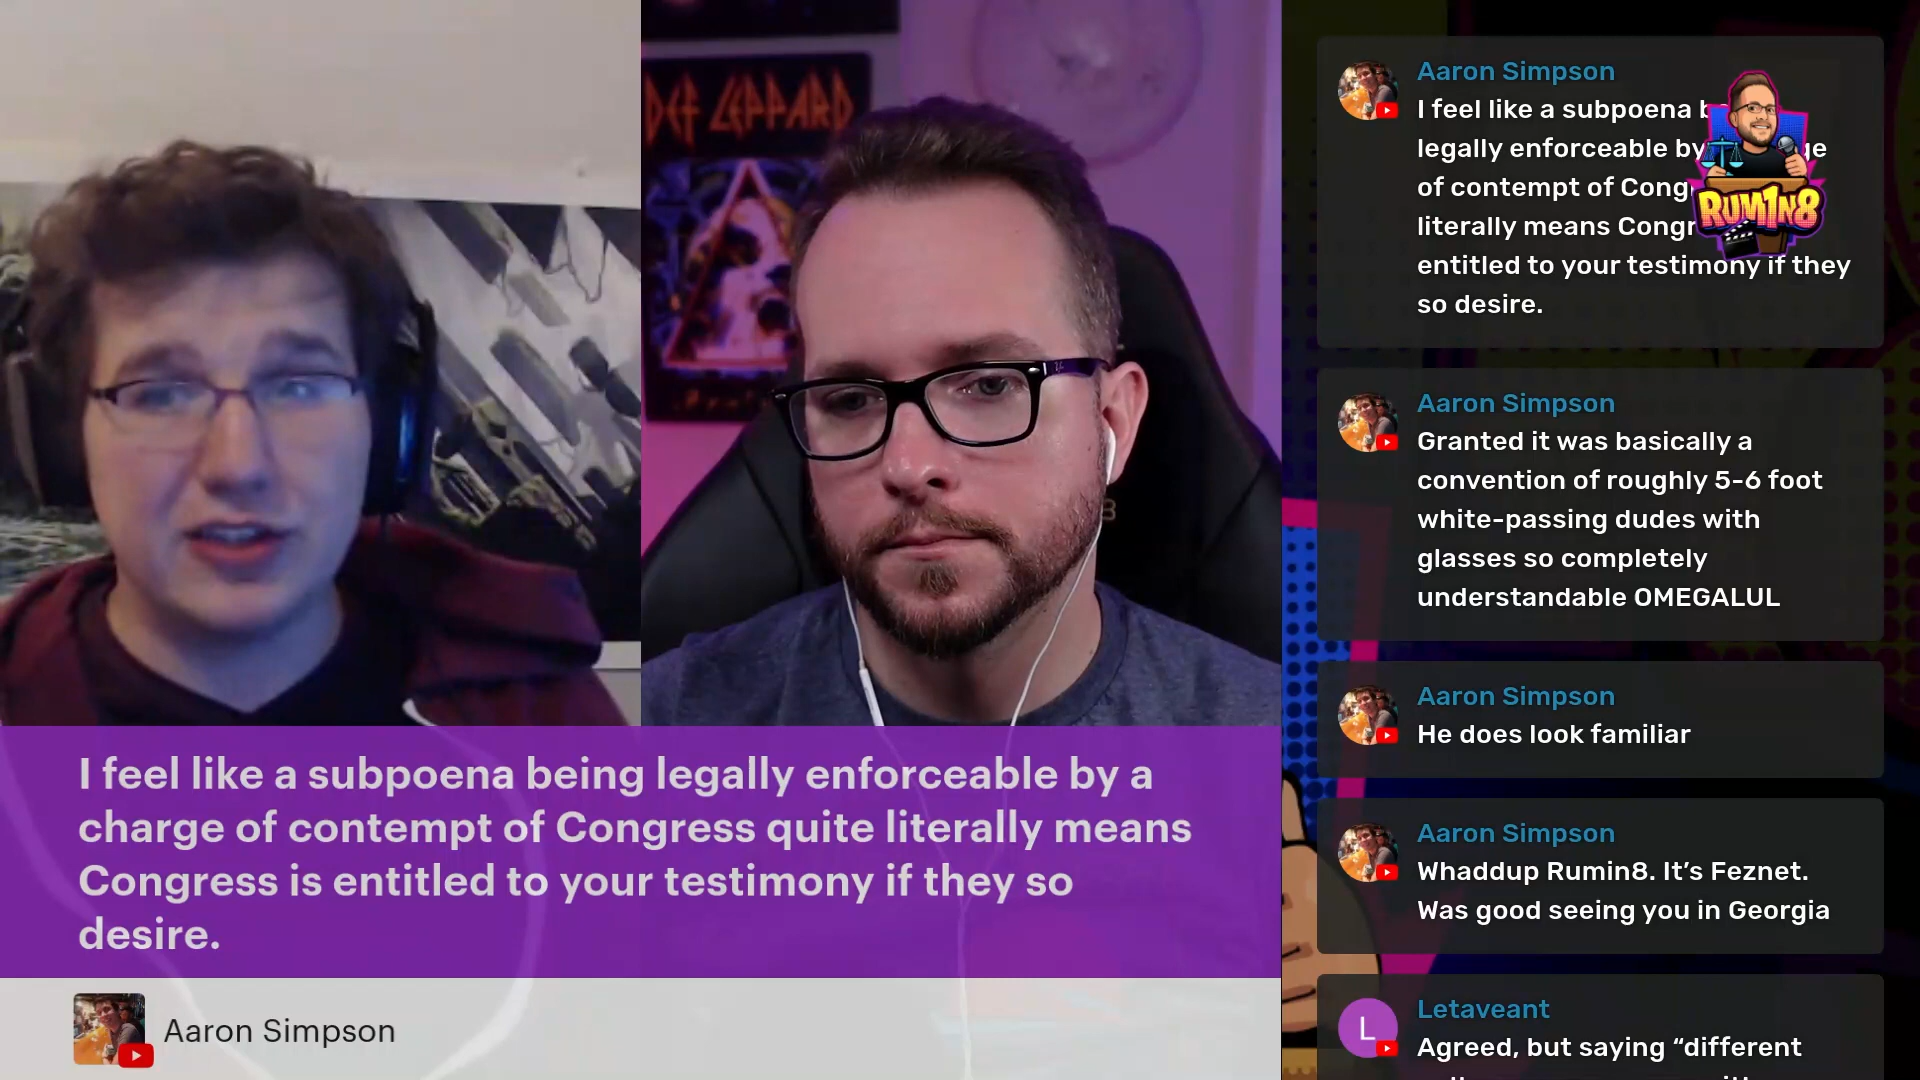 DEF LEPPARD
I feel like a subpoena being legally enforceable by a
charge of contempt of Congress quite literally means
Congress is entitled to your testimony if they so
desire.
Aaron Simpson
Aaron Simpson
I feel like a subpoena
legally enforceable by
of contempt of
literally means
entitled to your testimony if they
so desire.
RUM1N8
Aaron Simpson
Granted it was basically a
convention of roughly 5-6 foot
white-passing dudes with
glasses so completely
understandable OMEGALUL
Aaron Simpson
He does look familiar
Aaron Simpson
Whaddup Rumin8. It’s Feznet.
Was good seeing you in Georgia
L
Letaveant
Agreed, but saying “different